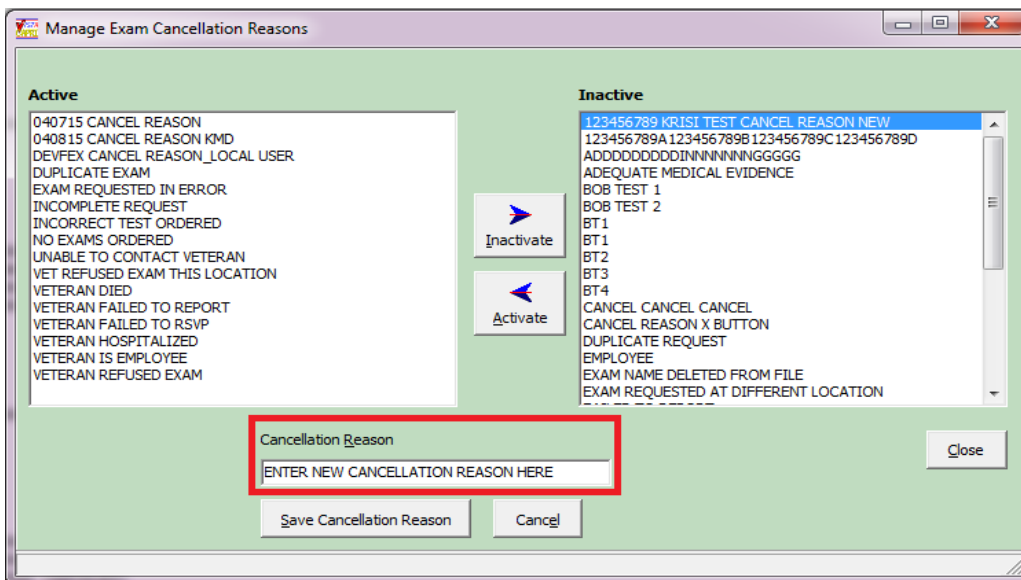 Manage Exam Cancellation Reasons
Active
040715 CANCEL REASON
040815 CANCEL REASON KMD
DEVFEX CANCEL REASON_LOCAL USER
DUPLICATE EXAM
EXAM REQUESTED IN ERROR
INCOMPLETE REQUEST
INCORRECT TEST ORDERED
NO EXAMS ORDERED
UNABLE TO CONTACT VETERAN
VET REFUSED EXAM THIS LOCATION
VETERAN DIED
VETERAN FAILED TO REPORT
VETERAN FAILED TO RSVP
VETERAN HOSPITALIZED
VETERAN IS EMPLOYEE
VETERAN REFUSED EXAM
Inactivate
Activate
Inactive
123456789 KRISI TEST CANCEL REASON NEW
123456789A123456789B123456789C123456789D
ADDDDDDDDDINNNNNNNGGGGG
ADEQUATE MEDICAL EVIDENCE
BOB TEST 1
BOB TEST 2
BT1
BT1
BT2
BT3
BT4
CANCEL CANCEL CANCEL
CANCEL REASON X BUTTON
DUPLICATE REQUEST
EMPLOYEE
EXAM NAME DELETED FROM FILE
EXAM REQUESTED AT DIFFERENT LOCATION
Cancellation Reason
ENTER NEW CANCELLATION REASON HERE
Save Cancellation Reason
Cancel
Close